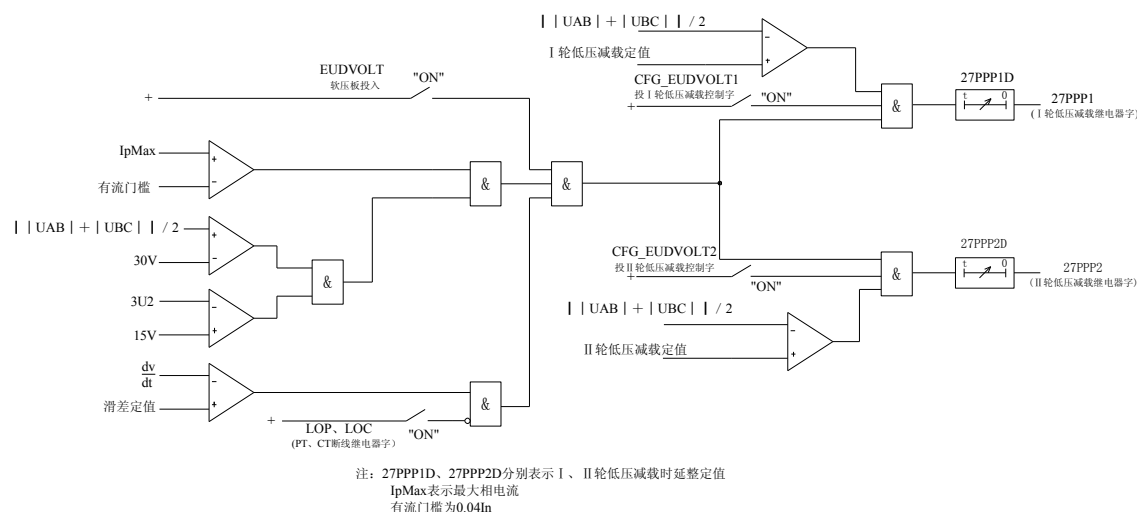 | | UAB | + | UBC | | / 2
Ⅰ轮低压减载定值
-
+
EUDVOLT
软压板投入
"ON"
+
CFG_EUDVOLT1
投Ⅰ轮低压减载控制字
"ON"
+
&
27PPP1D
t 0
27PPP1
(Ⅰ轮低压减载继电器字)
IpMax
+
有流门槛
-
&
&
| | UAB | + | UBC | | / 2
+
30V
-
&
3U2
-
15V
+
CFG_EUDVOLT2
投Ⅱ轮低压减载控制字
"ON"
+
&
27PPP2D
t 0
27PPP2
(Ⅱ轮低压减载继电器字)
| | UAB | + | UBC | | / 2
-
Ⅱ轮低压减载定值
+
dv
dt
-
滑差定值
+
&
+
LOP、LOC
"ON"
(PT、CT断线继电器字)
注：27PPP1D、27PPP2D分别表示Ⅰ、Ⅱ轮低压减载时延整定值
IpMax表示最大相电流
有流门槛为0.04In